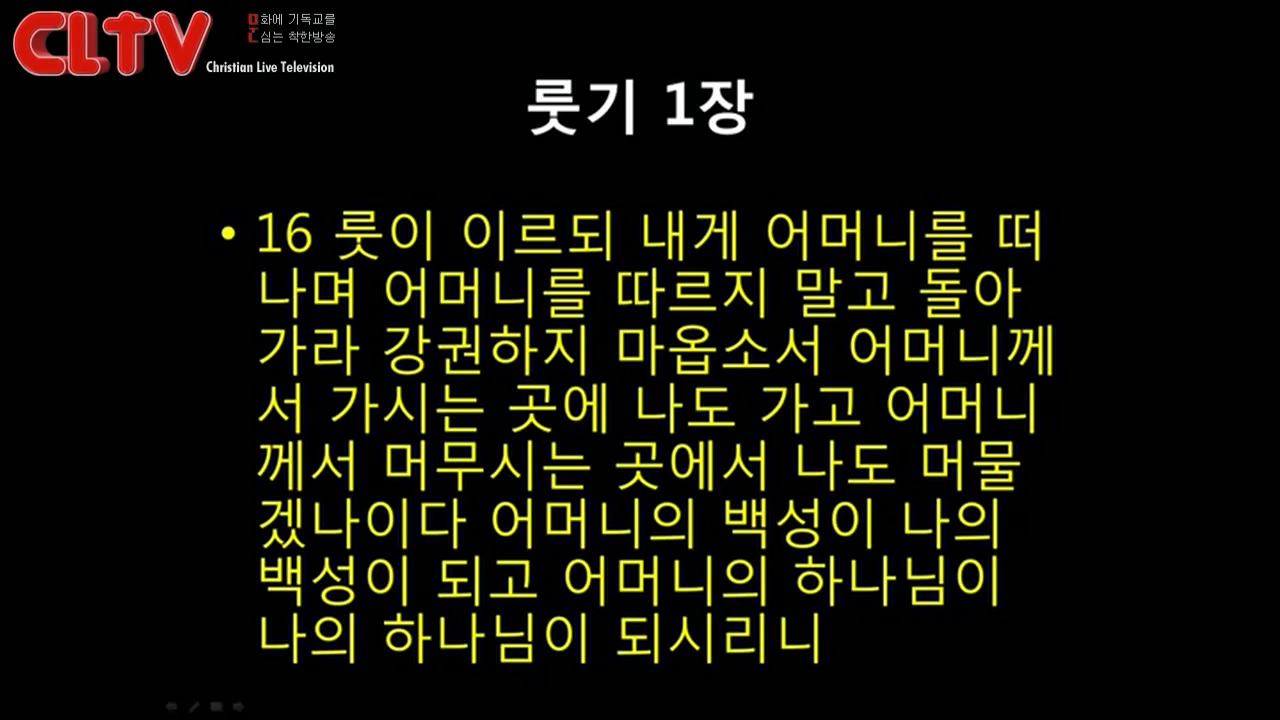 CLTV
문화에 기독교를
심는 착한방송
Christian Live Television
룻기 1장
• 16 룻이 이르되 내게 어머니를 떠
나며 어머니를 따르지 말고 돌아
가라 강권하지 마옵소서 어머니께
서 가시는 곳에 나도 가고 어머니
께서 머무시는 곳에서 나도 머물
겠나이다 어머니의 백성이 나의
백성이 되고 어머니의 하나님이
나의 하나님이 되시리니